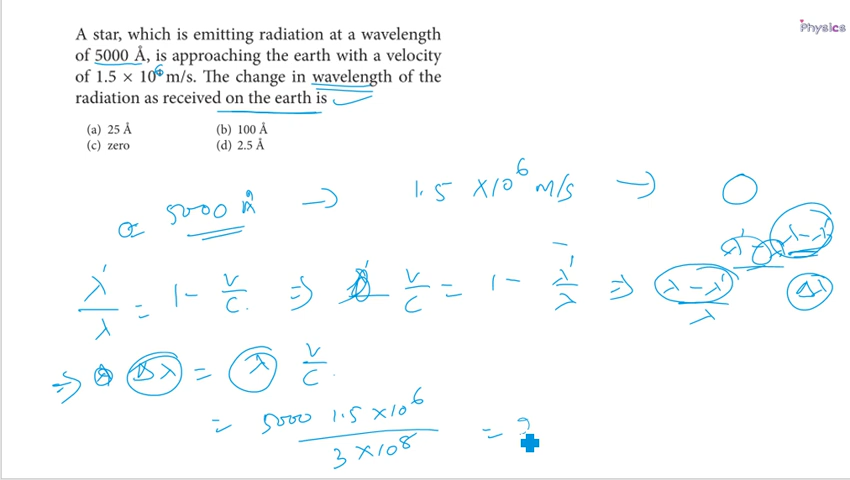 Physics
A star, which is emitting radiation at a wavelength
of 5000 Å, is approaching the earth with a velocity
of 1.5 × 10⁶ m/s. The change in wavelength of the
radiation as received on the earth is
(a) 25 Å (b) 100 Å
(c) zero (d) 2.5 Å
5000 Å → 1.5 × 10⁶ m/s →
λ'/λ = 1 - v/c ⇒ v/c = 1 - λ'/λ ⇒ λ - λ'/λ Δλ
λ - λ'
⇒ Δλ = λ v/c
= 5000 1.5 × 10⁶ / 3 × 10⁸ =